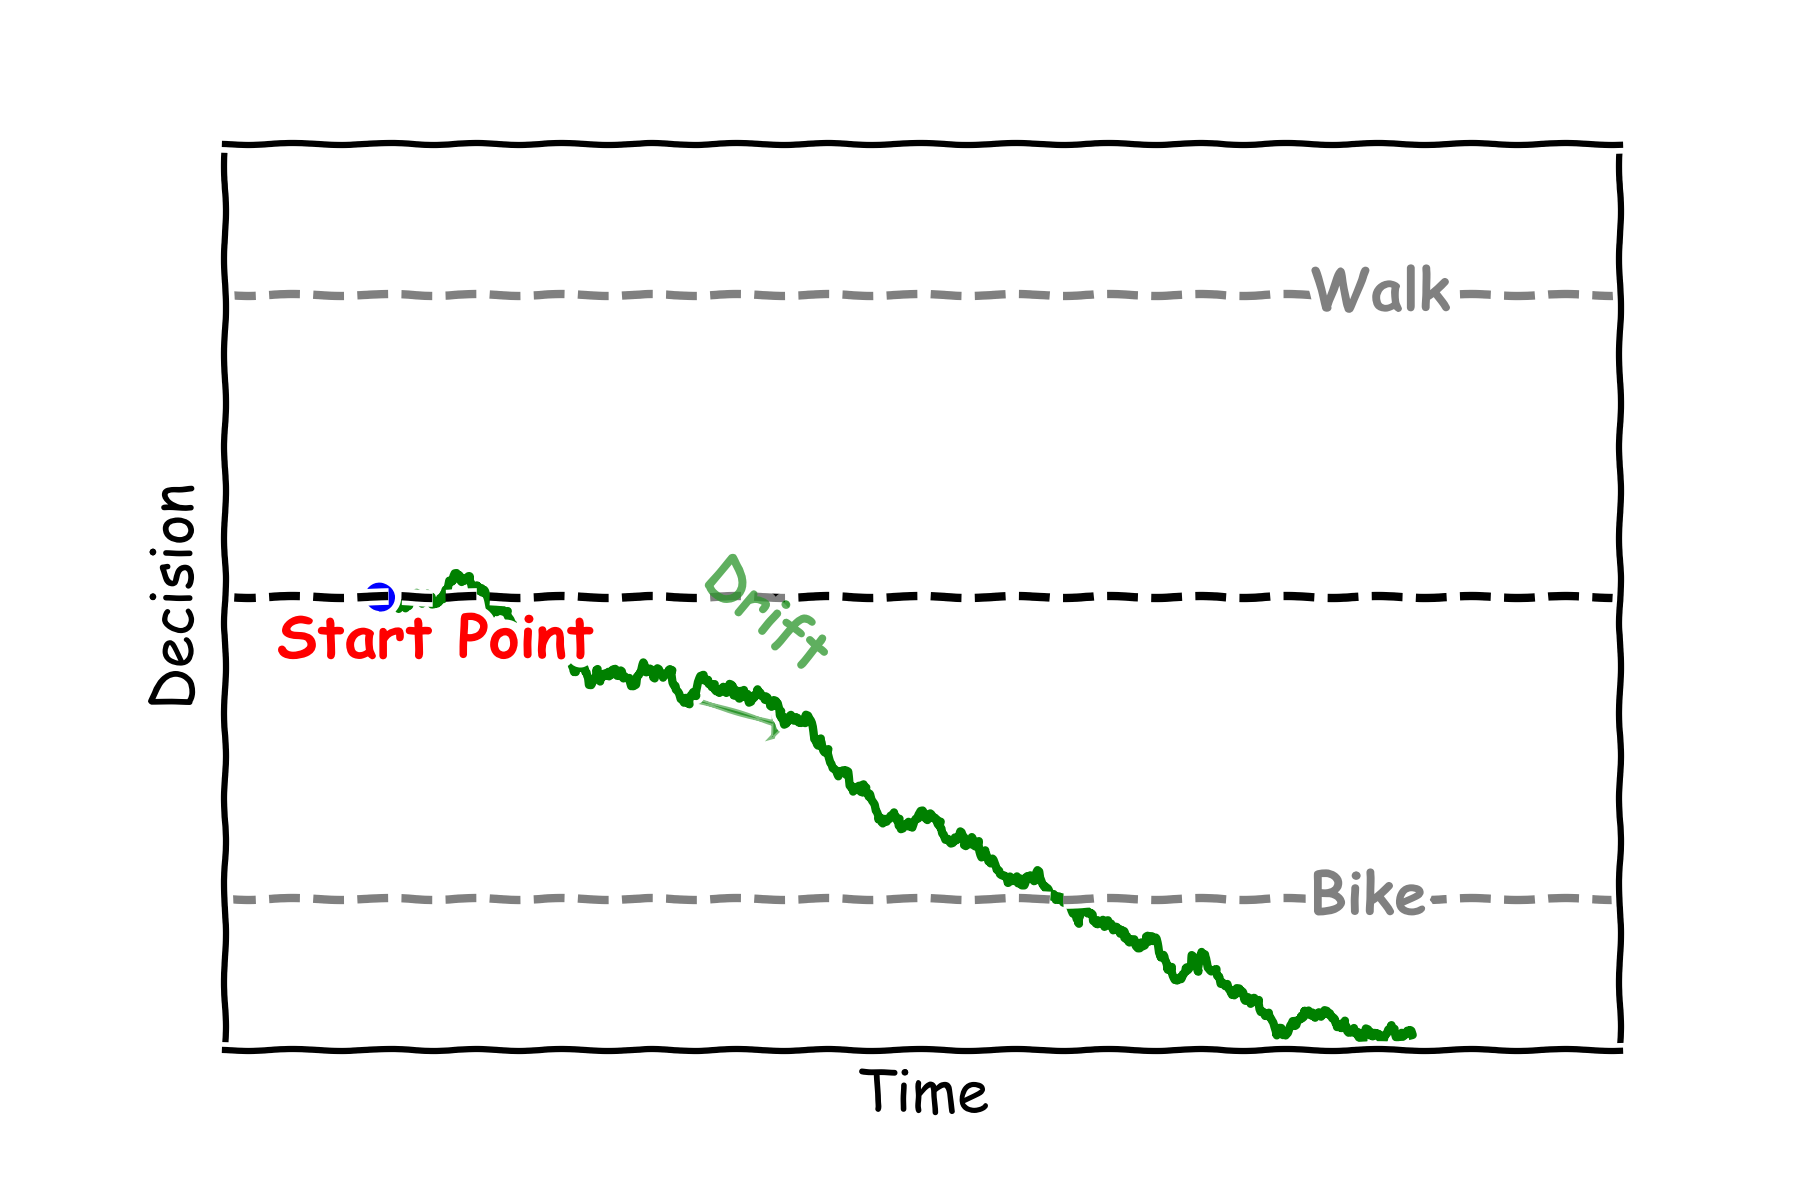 Walk
Decision
Drift
Start Point
Bike
Time